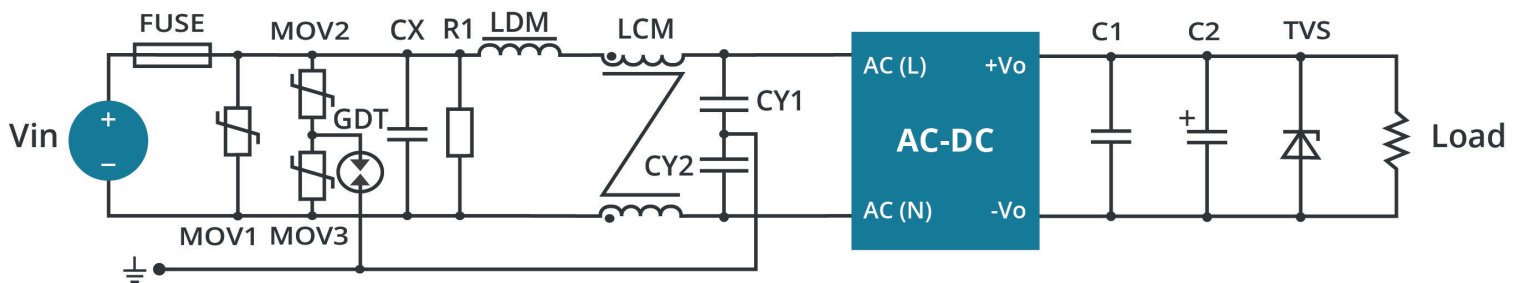 FUSE
MOV2
CX
R1
LDM
LCM
C1
C2
TVS
AC (L)
+Vo
GDT
CY1
+
+
Vin
−
AC-DC
Load
CY2
AC (N)
-Vo
MOV1
MOV3